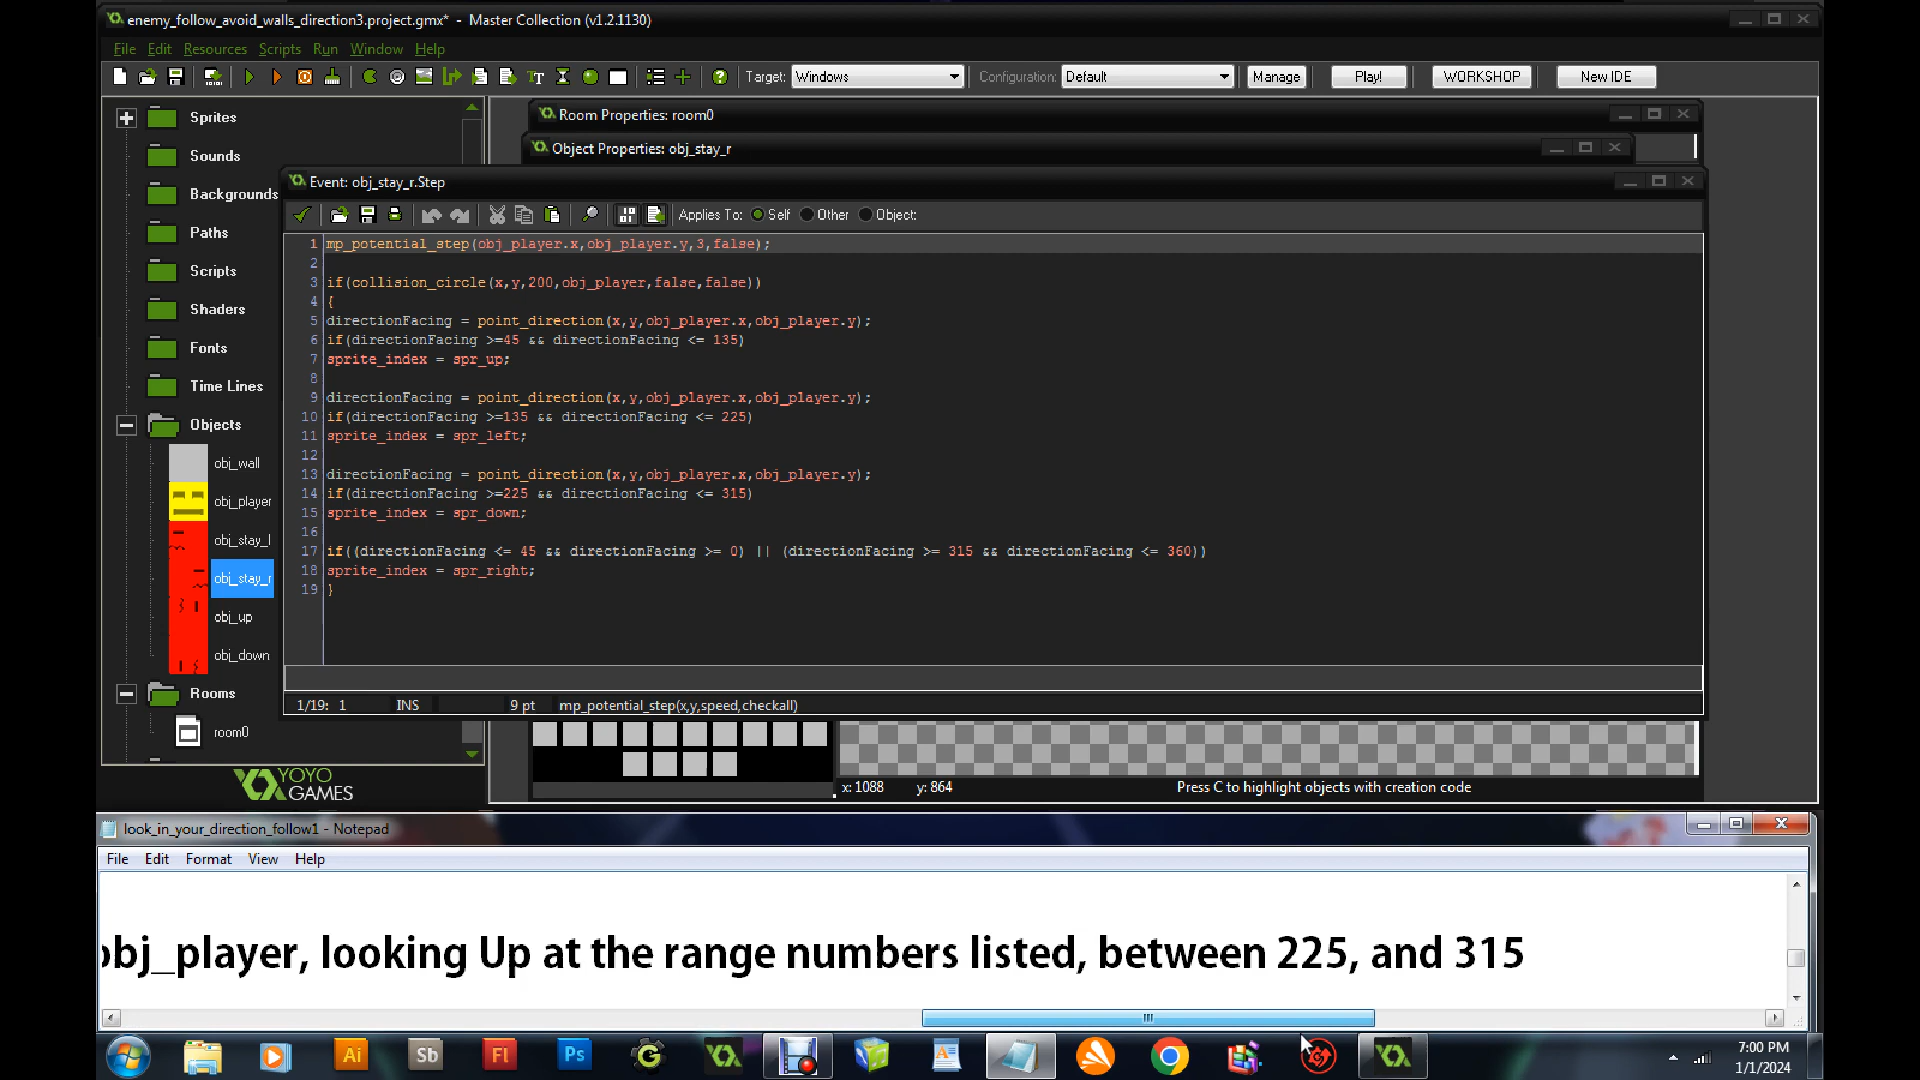 enemy_follow_avoid_walls_direction3.project.gmx* - Master Collection (v1.2.1130)
File Edit Resources Scripts Run Window Help
Target: Windows Configuration: Default Manage Play! WORKSHOP New IDE
Sprites
Sounds
Backgrounds
Paths
Scripts
Shaders
Fonts
Time Lines
Objects
obj_wall
obj_player
obj_stay_l
obj_stay_r
obj_up
obj_down
Rooms
room0
YOYO
GAMES
Room Properties: room0
Object Properties: obj_stay_r
Event: obj_stay_r.Step
Applies To: Self Other Object:
1 mp_potential_step(obj_player.x,obj_player.y,3,false);
2
3 if(collision_circle(x,y,200,obj_player,false,false))
4 {
5 directionFacing = point_direction(x,y,obj_player.x,obj_player.y);
6 if(directionFacing >=45 && directionFacing <= 135)
7 sprite_index = spr_up;
8
9 directionFacing = point_direction(x,y,obj_player.x,obj_player.y);
10 if(directionFacing >=135 && directionFacing <= 225)
11 sprite_index = spr_left;
12
13 directionFacing = point_direction(x,y,obj_player.x,obj_player.y);
14 if(directionFacing >=225 && directionFacing <= 315)
15 sprite_index = spr_down;
16
17 if((directionFacing <= 45 && directionFacing >= 0) || (directionFacing >= 315 && directionFacing <= 360))
18 sprite_index = spr_right;
19 }
1/19: 1 INS 9 pt mp_potential_step(x,y,speed,checkall)
x: 1088 y: 864 Press C to highlight objects with creation code
look_in_your_direction_follow1 - Notepad
File Edit Format View Help
obj_player, looking Up at the range numbers listed, between 225, and 315
Ai Sb Fl Ps
7:00 PM
1/1/2024